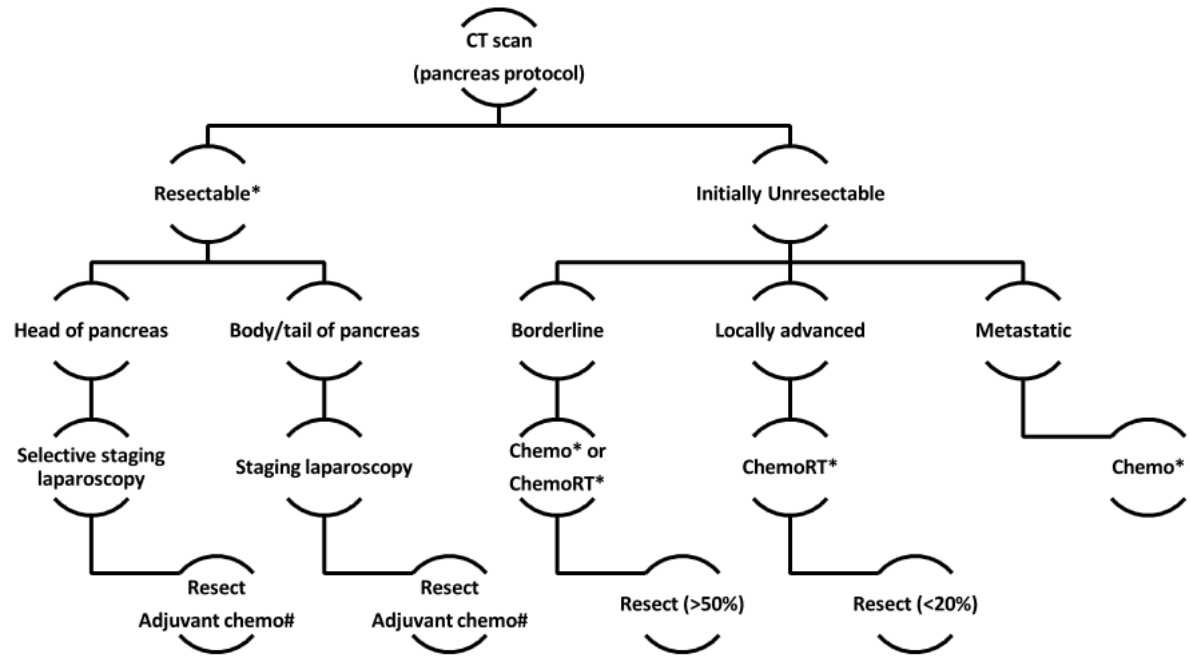 CT scan
(pancreas protocol)
Resectable*
Initially Unresectable
Head of pancreas
Body/tail of pancreas
Borderline
Locally advanced
Metastatic
Selective staging
laparoscopy
Staging laparoscopy
Chemo* or
ChemoRT*
ChemoRT*
Chemo*
Resect
Adjuvant chemo#
Resect
Adjuvant chemo#
Resect (>50%)
Resect (<20%)